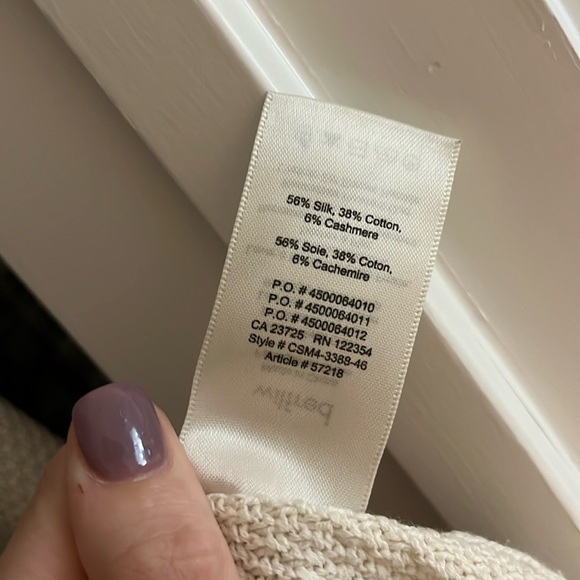 56% Silk, 38% Cotton,
6% Cashmere
56% Soie, 38% Coton,
6% Cachemire
P.O. # 4500064010
P.O. # 4500064011
P.O. # 4500064012
CA 23725 RN 122354
Style # CSM4-3388-46
Article # 57218
wilfred